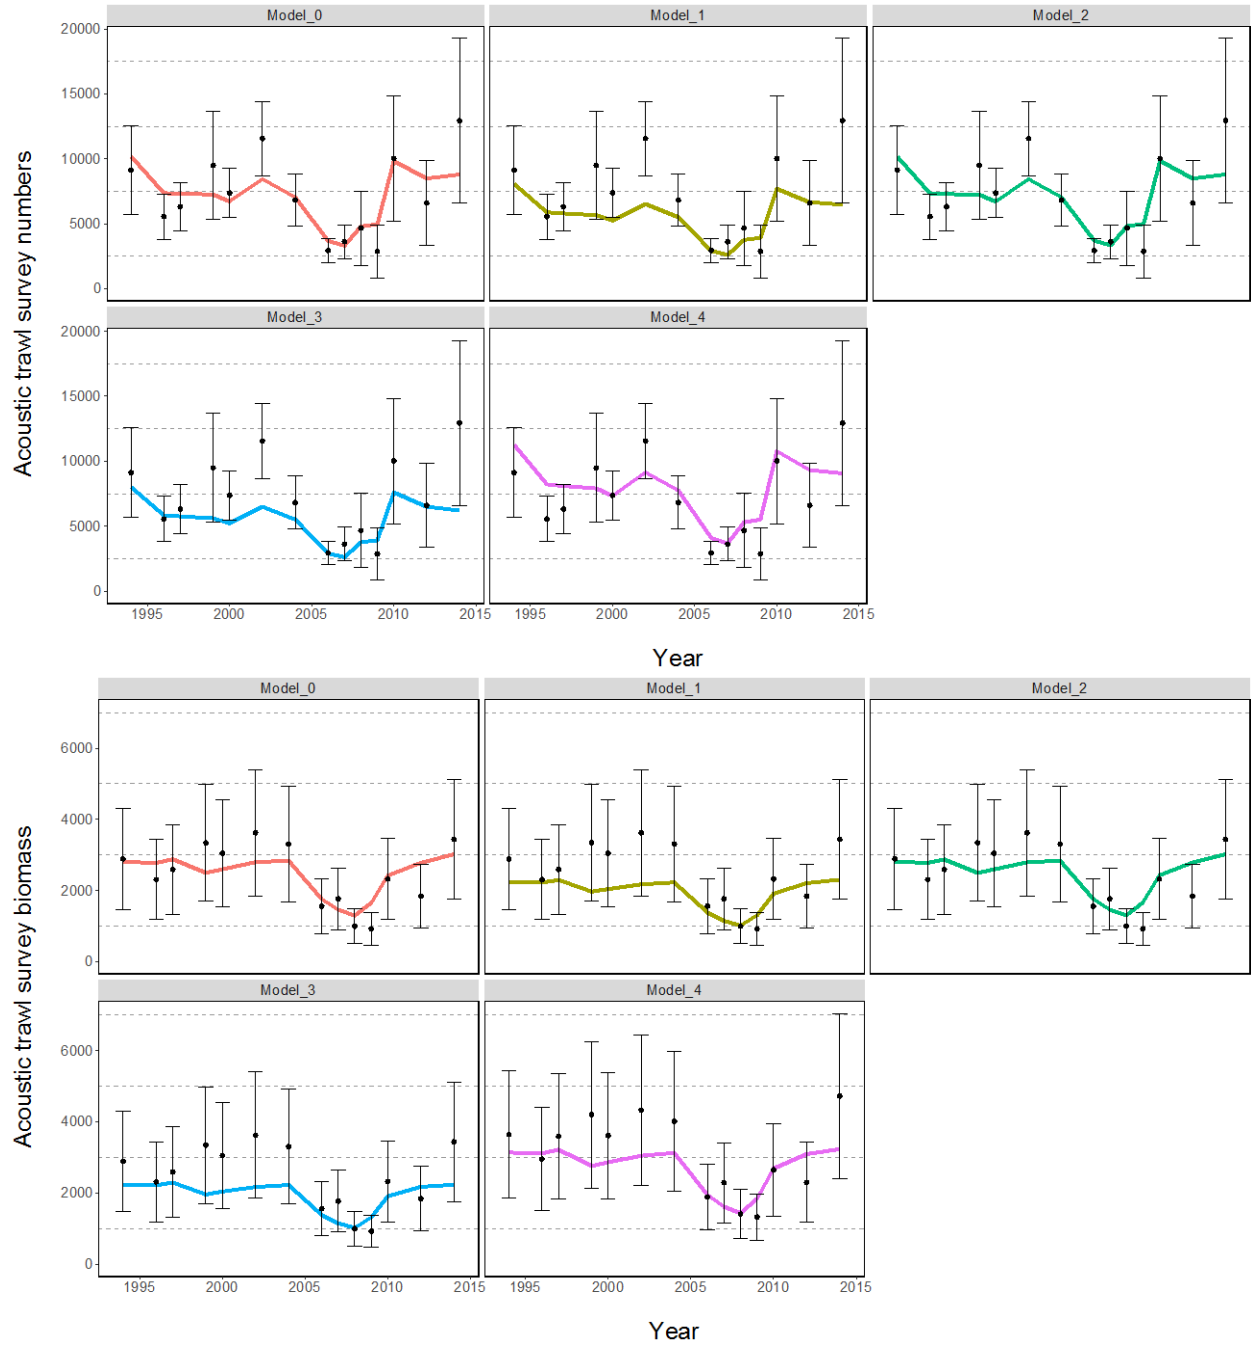 Model_0 Model_1 Model_2
20000
15000
10000
5000
0
Model_3 Model_4
20000
15000
10000
5000
0
1995 2000 2005 2010 2015 2000 1995 2005 2010 2015
Acoustic trawl survey numbers
Year
Model_0 Model_1 Model_2
6000
4000
2000
0
Model_3 Model_4
6000
4000
2000
0
1995 2000 2005 2010 2015 1995 2000 2005 2010 2015
Acoustic trawl survey biomass
Year